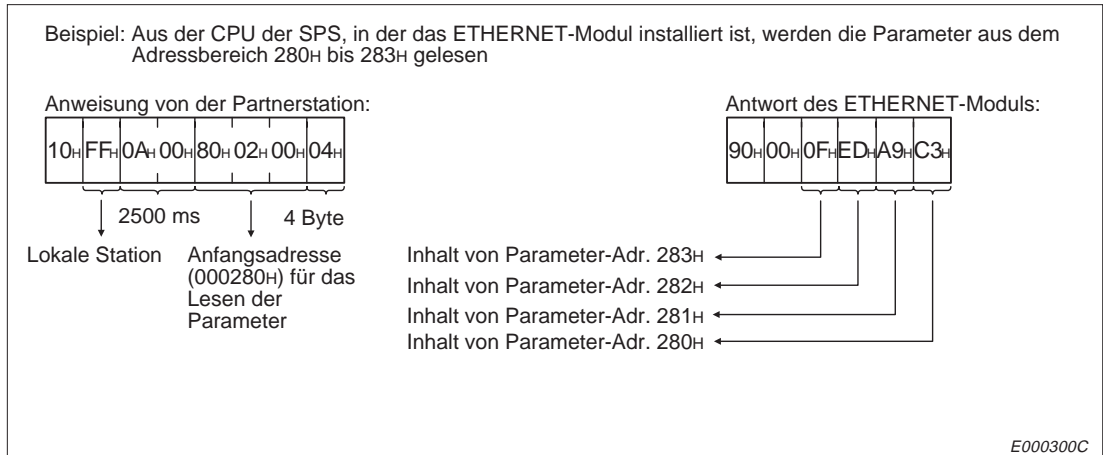 Beispiel: Aus der CPU der SPS, in der das ETHERNET-Modul installiert ist, werden die Parameter aus dem
Adressbereich 280H bis 283H gelesen
Anweisung von der Partnerstation:
10H FFH 0AH 00H 80H 02H 00H 04H
2500 ms
4 Byte
Lokale Station
Anfangsadresse
(000280H) für das
Lesen der
Parameter
Antwort des ETHERNET-Moduls:
90H 00H 0FH EDH A9H C3H
Inhalt von Parameter-Adr. 283H
Inhalt von Parameter-Adr. 282H
Inhalt von Parameter-Adr. 281H
Inhalt von Parameter-Adr. 280H
E000300C